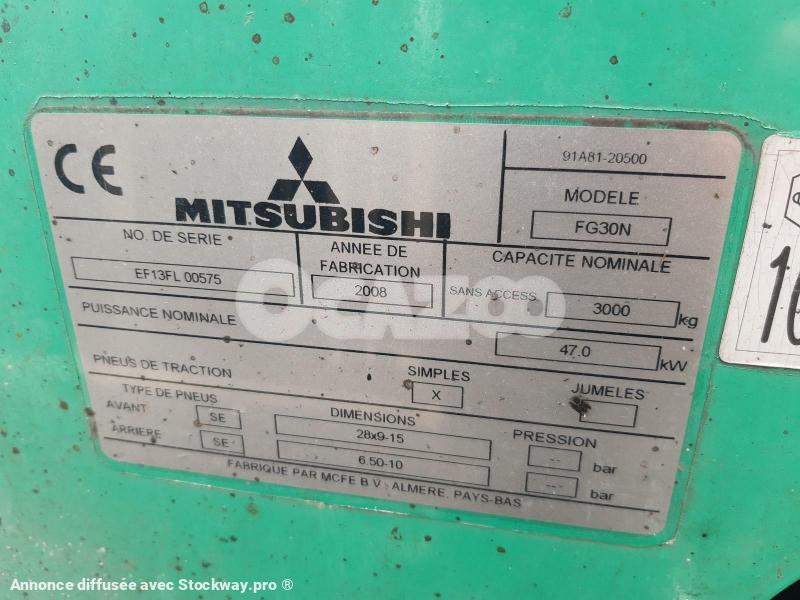 CE
MITSUBISHI
91A81-20500
MODELE
FG30N
NO. DE SERIE
EF13FL 00575
ANNEE DE
FABRICATION
2008
CAPACITE NOMINALE
SANS ACCESS
3000 kg
PUISSANCE NOMINALE
47.0 kW
PNEUS DE TRACTION
SIMPLES
X
JUMELES
TYPE DE PNEUS
DIMENSIONS
PRESSION
AVANT SE 28x9-15 -- bar
ARRIERE SE 6.50-10 --- bar
FABRIQUE PAR MCFE B.V. ALMERE, PAYS-BAS
OCAZOO
Annonce diffusée avec Stockway.pro ®